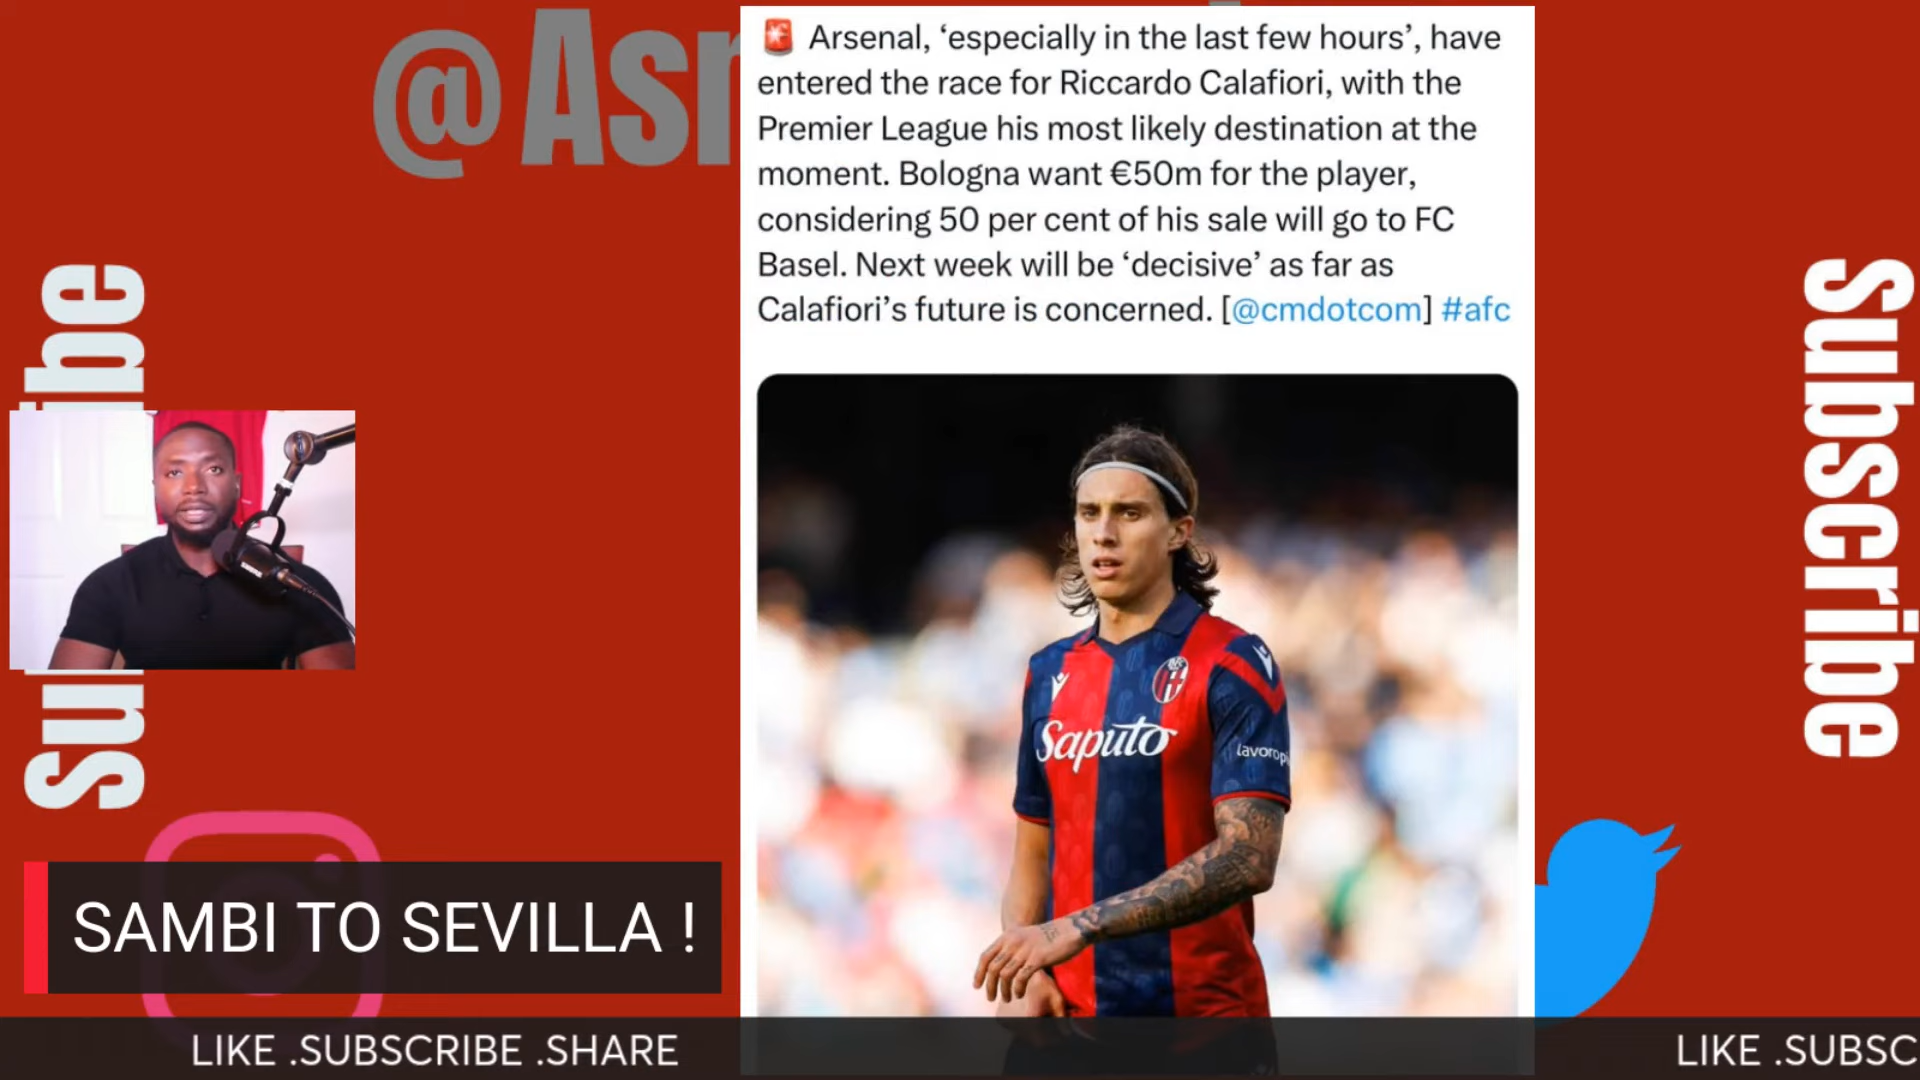 @Asn
🚨 Arsenal, ‘especially in the last few hours’, have
entered the race for Riccardo Calafiori, with the
Premier League his most likely destination at the
moment. Bologna want €50m for the player,
considering 50 per cent of his sale will go to FC
Basel. Next week will be ‘decisive’ as far as
Calafiori’s future is concerned. [@cmdotcom] #afc
Subscribe
Saputo
SAMBI TO SEVILLA !
LIKE .SUBSCRIBE .SHARE
LIKE .SUBSC